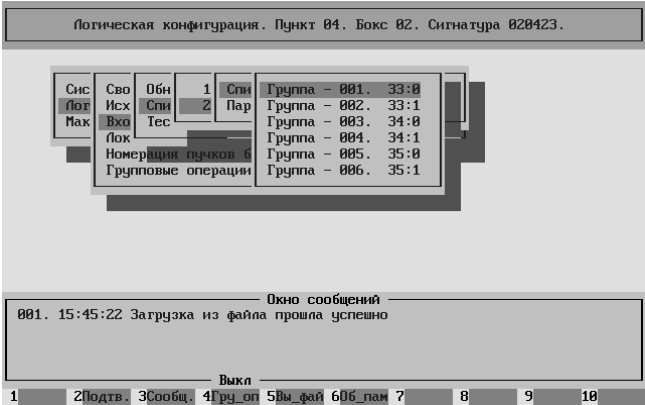 Логическая конфигурация. Пункт 04. Бокс 02. Сигнатура 020423.
Сис Сво Обн 1 Спи Группа - 001. 33:0
Лог Исх Спи 2 Пар Группа - 002. 33:1
Мак Вхо Тес Группа - 003. 34:0
Лок Группа - 004. 34:1
Номерация пучков б Группа - 005. 35:0
Групповые операции Группа - 006. 35:1
Окно сообщений
001. 15:45:22 Загрузка из файла прошла успешно
Выкл
1 2Подтв. 3Сообщ. 4Гру_оп 5Вы_фай 6Об_пам 7 8 9 10